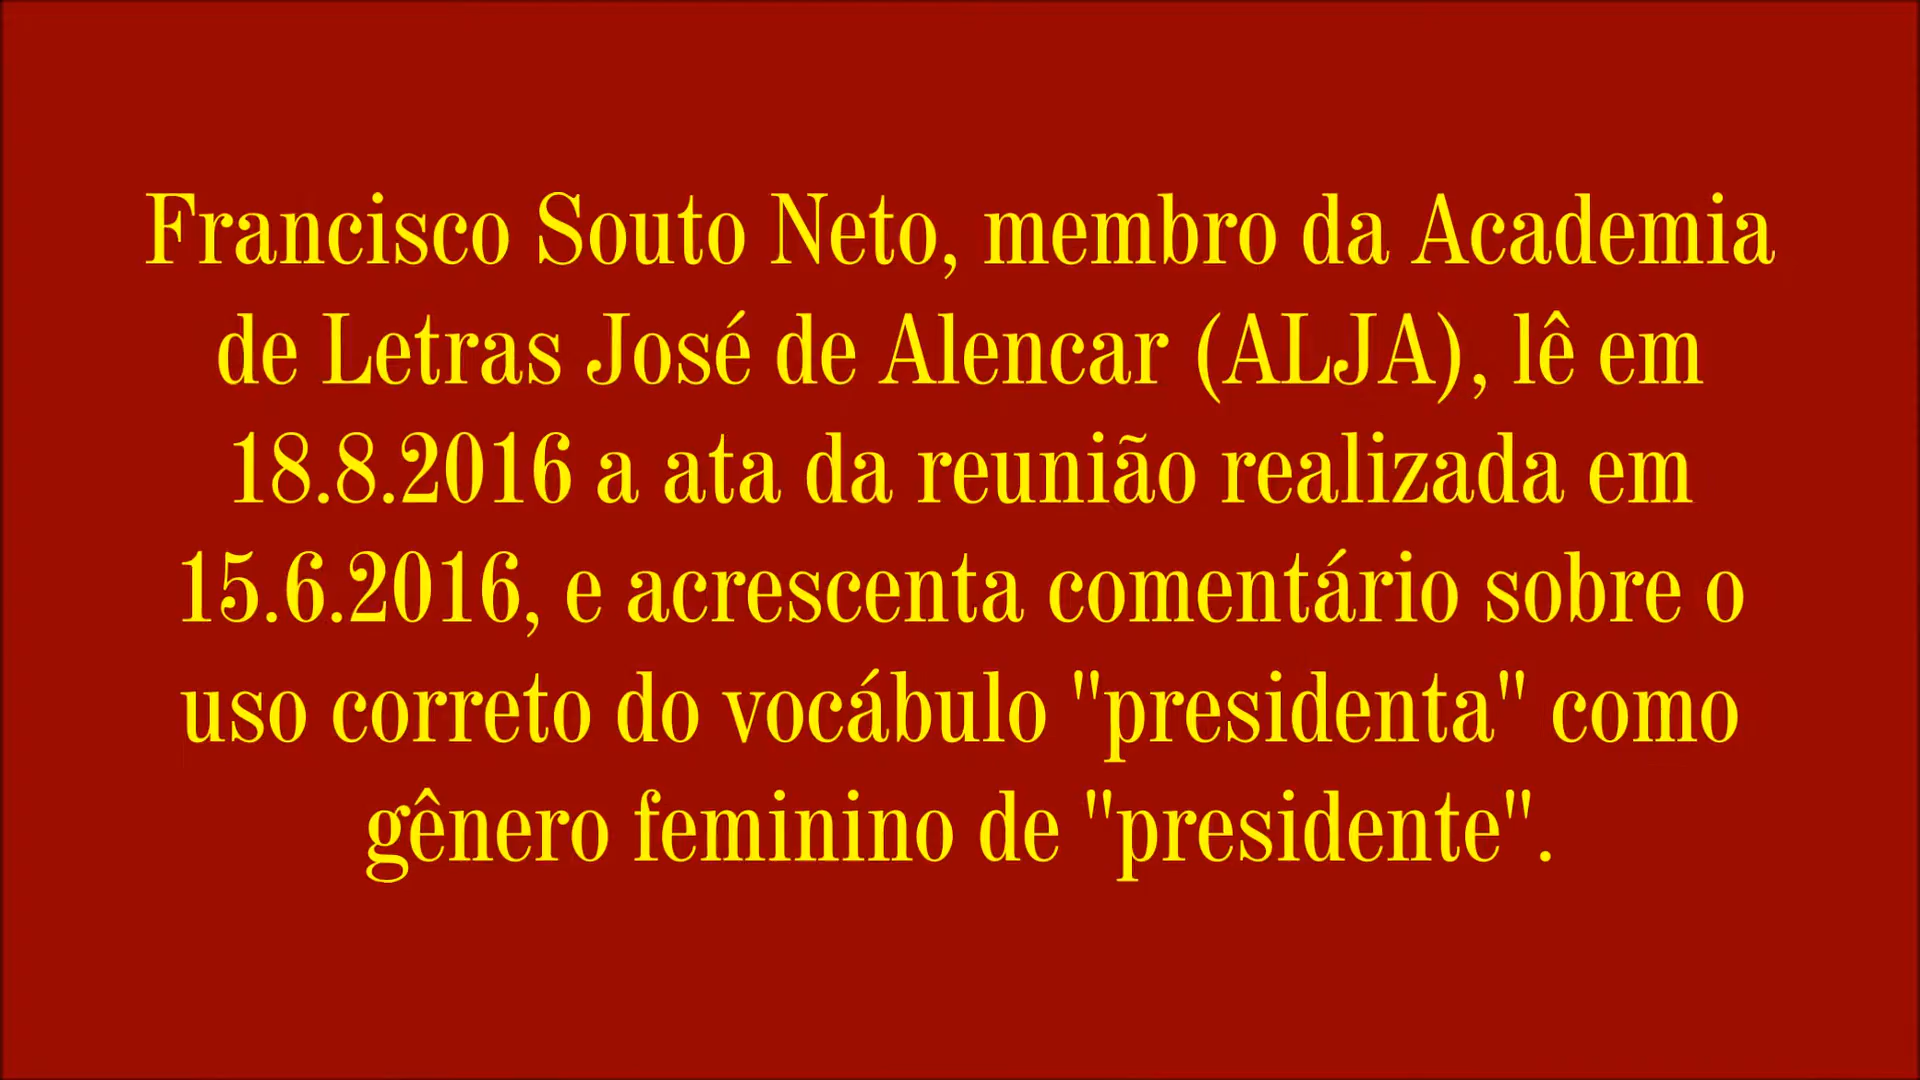 Francisco Souto Neto, membro da Academia
de Letras José de Alencar (ALJA), lê em
18.8.2016 a ata da reunião realizada em
15.6.2016, e acrescenta comentário sobre o
uso correto do vocábulo "presidenta" como
gênero feminino de "presidente".